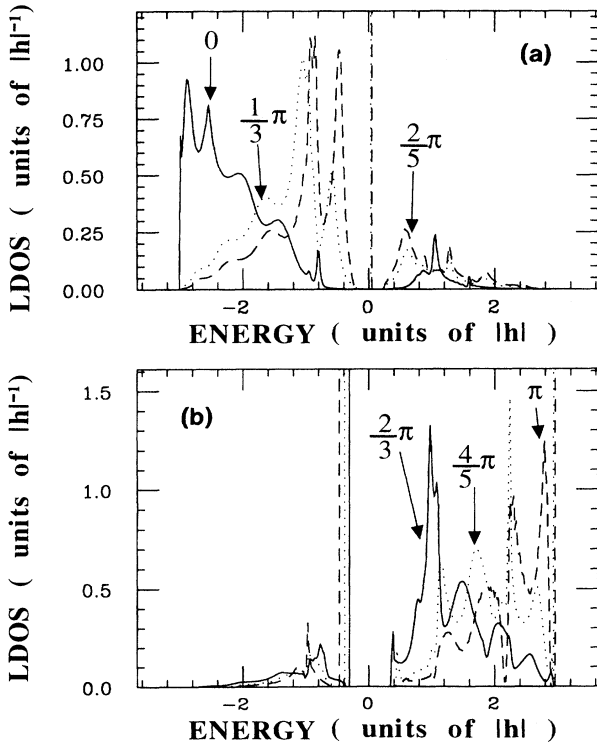 LDOS ( units of |h|⁻¹)
(a)
0
1/3 π
2/5 π
1.00
0.75
0.50
0.25
0.00
-2 0 2
ENERGY ( units of |h| )
LDOS ( units of |h|⁻¹)
(b)
2/3 π
4/5 π
π
1.5
1.0
0.5
0.0
-2 0 2
ENERGY ( units of |h| )